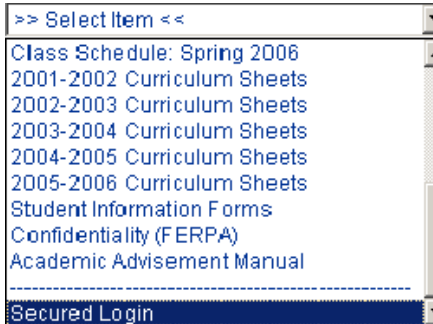 >> Select Item <<
Class Schedule: Spring 2006
2001-2002 Curriculum Sheets
2002-2003 Curriculum Sheets
2003-2004 Curriculum Sheets
2004-2005 Curriculum Sheets
2005-2006 Curriculum Sheets
Student Information Forms
Confidentiality (FERPA)
Academic Advisement Manual
--------------------------------------------------
Secured Login